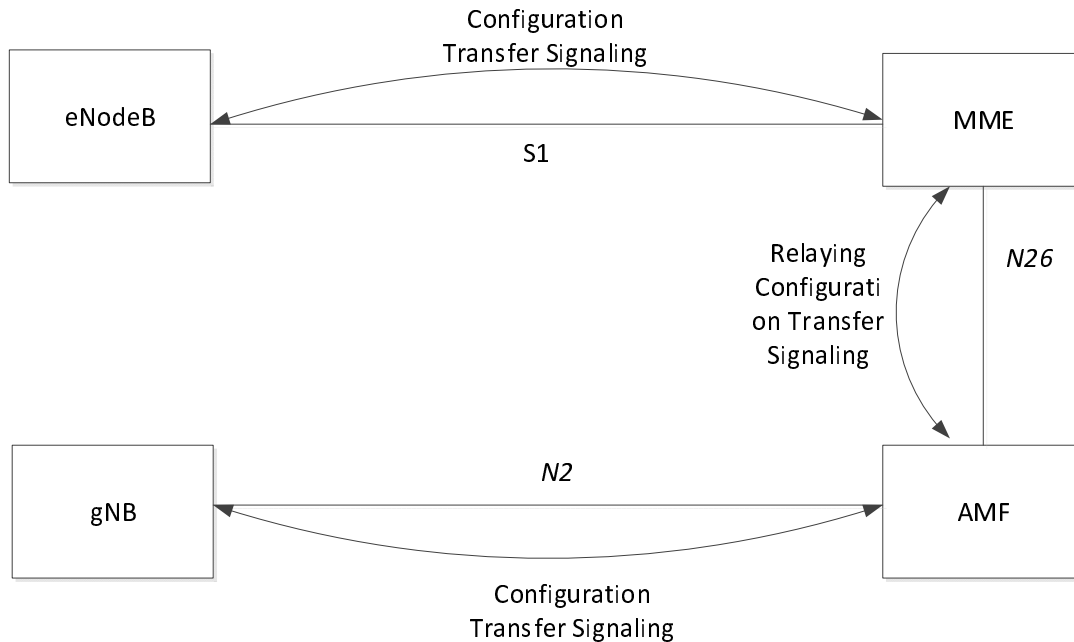 Configuration
Transfer Signaling
eNodeB
MME
S1
Relaying
Configurati
on Transfer
Signaling
N26
N2
gNB
AMF
Configuration
Transfer Signaling